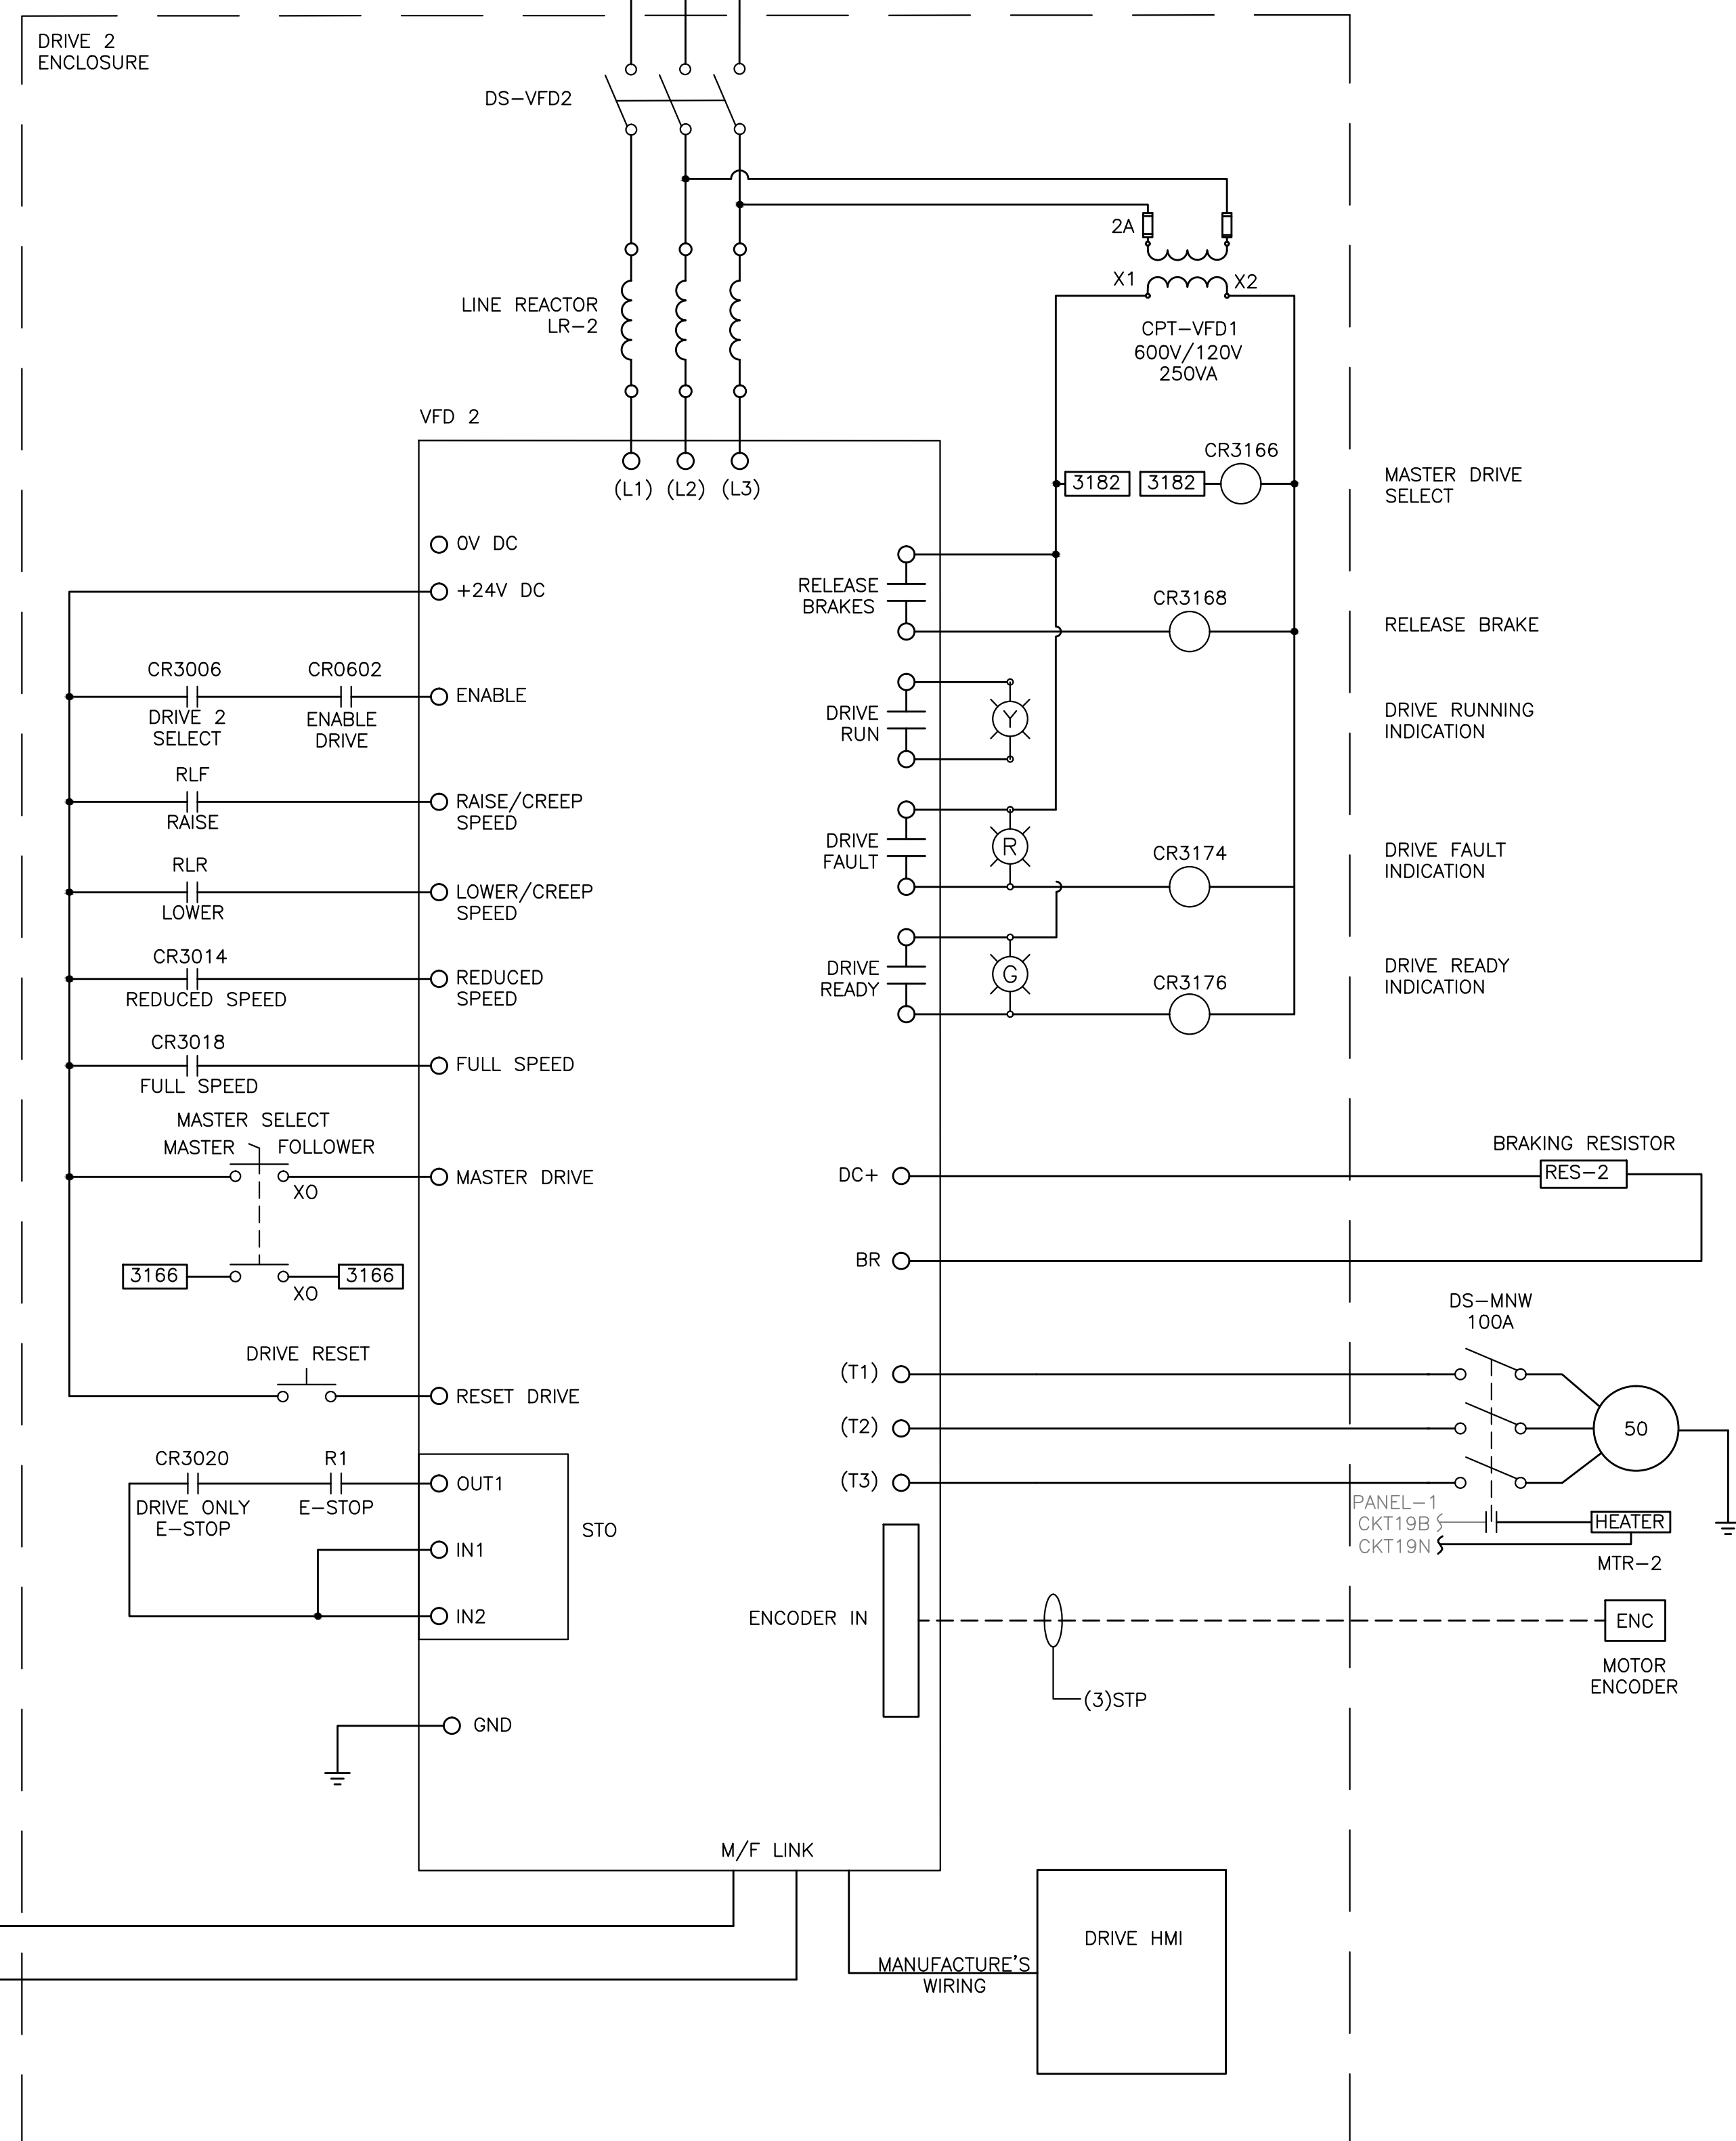 DRIVE 2
ENCLOSURE
DS-VFD2
2A
X1
X2
LINE REACTOR
LR-2
CPT-VFD1
600V/120V
250VA
VFD 2
(L1)
(L2)
(L3)
CR3166
3182
3182
MASTER DRIVE
SELECT
0V DC
+24V DC
RELEASE
BRAKES
CR3168
RELEASE BRAKE
CR3006
CR0602
DRIVE 2
SELECT
ENABLE
DRIVE
ENABLE
DRIVE
RUN
Y
DRIVE RUNNING
INDICATION
RLF
RAISE
RAISE/CREEP
SPEED
DRIVE
FAULT
R
CR3174
DRIVE FAULT
INDICATION
RLR
LOWER
LOWER/CREEP
SPEED
CR3014
REDUCED SPEED
REDUCED
SPEED
DRIVE
READY
G
CR3176
DRIVE READY
INDICATION
CR3018
FULL SPEED
FULL SPEED
MASTER SELECT
MASTER
FOLLOWER
XO
MASTER DRIVE
DC+
BRAKING RESISTOR
RES-2
3166
3166
XO
BR
DS-MNW
100A
DRIVE RESET
RESET DRIVE
(T1)
(T2)
(T3)
50
CR3020
R1
DRIVE ONLY
E-STOP
E-STOP
OUT1
IN1
IN2
STO
PANEL-1
CKT19B
CKT19N
HEATER
MTR-2
ENCODER IN
(3)STP
ENC
MOTOR
ENCODER
GND
M/F LINK
MANUFACTURE'S
WIRING
DRIVE HMI